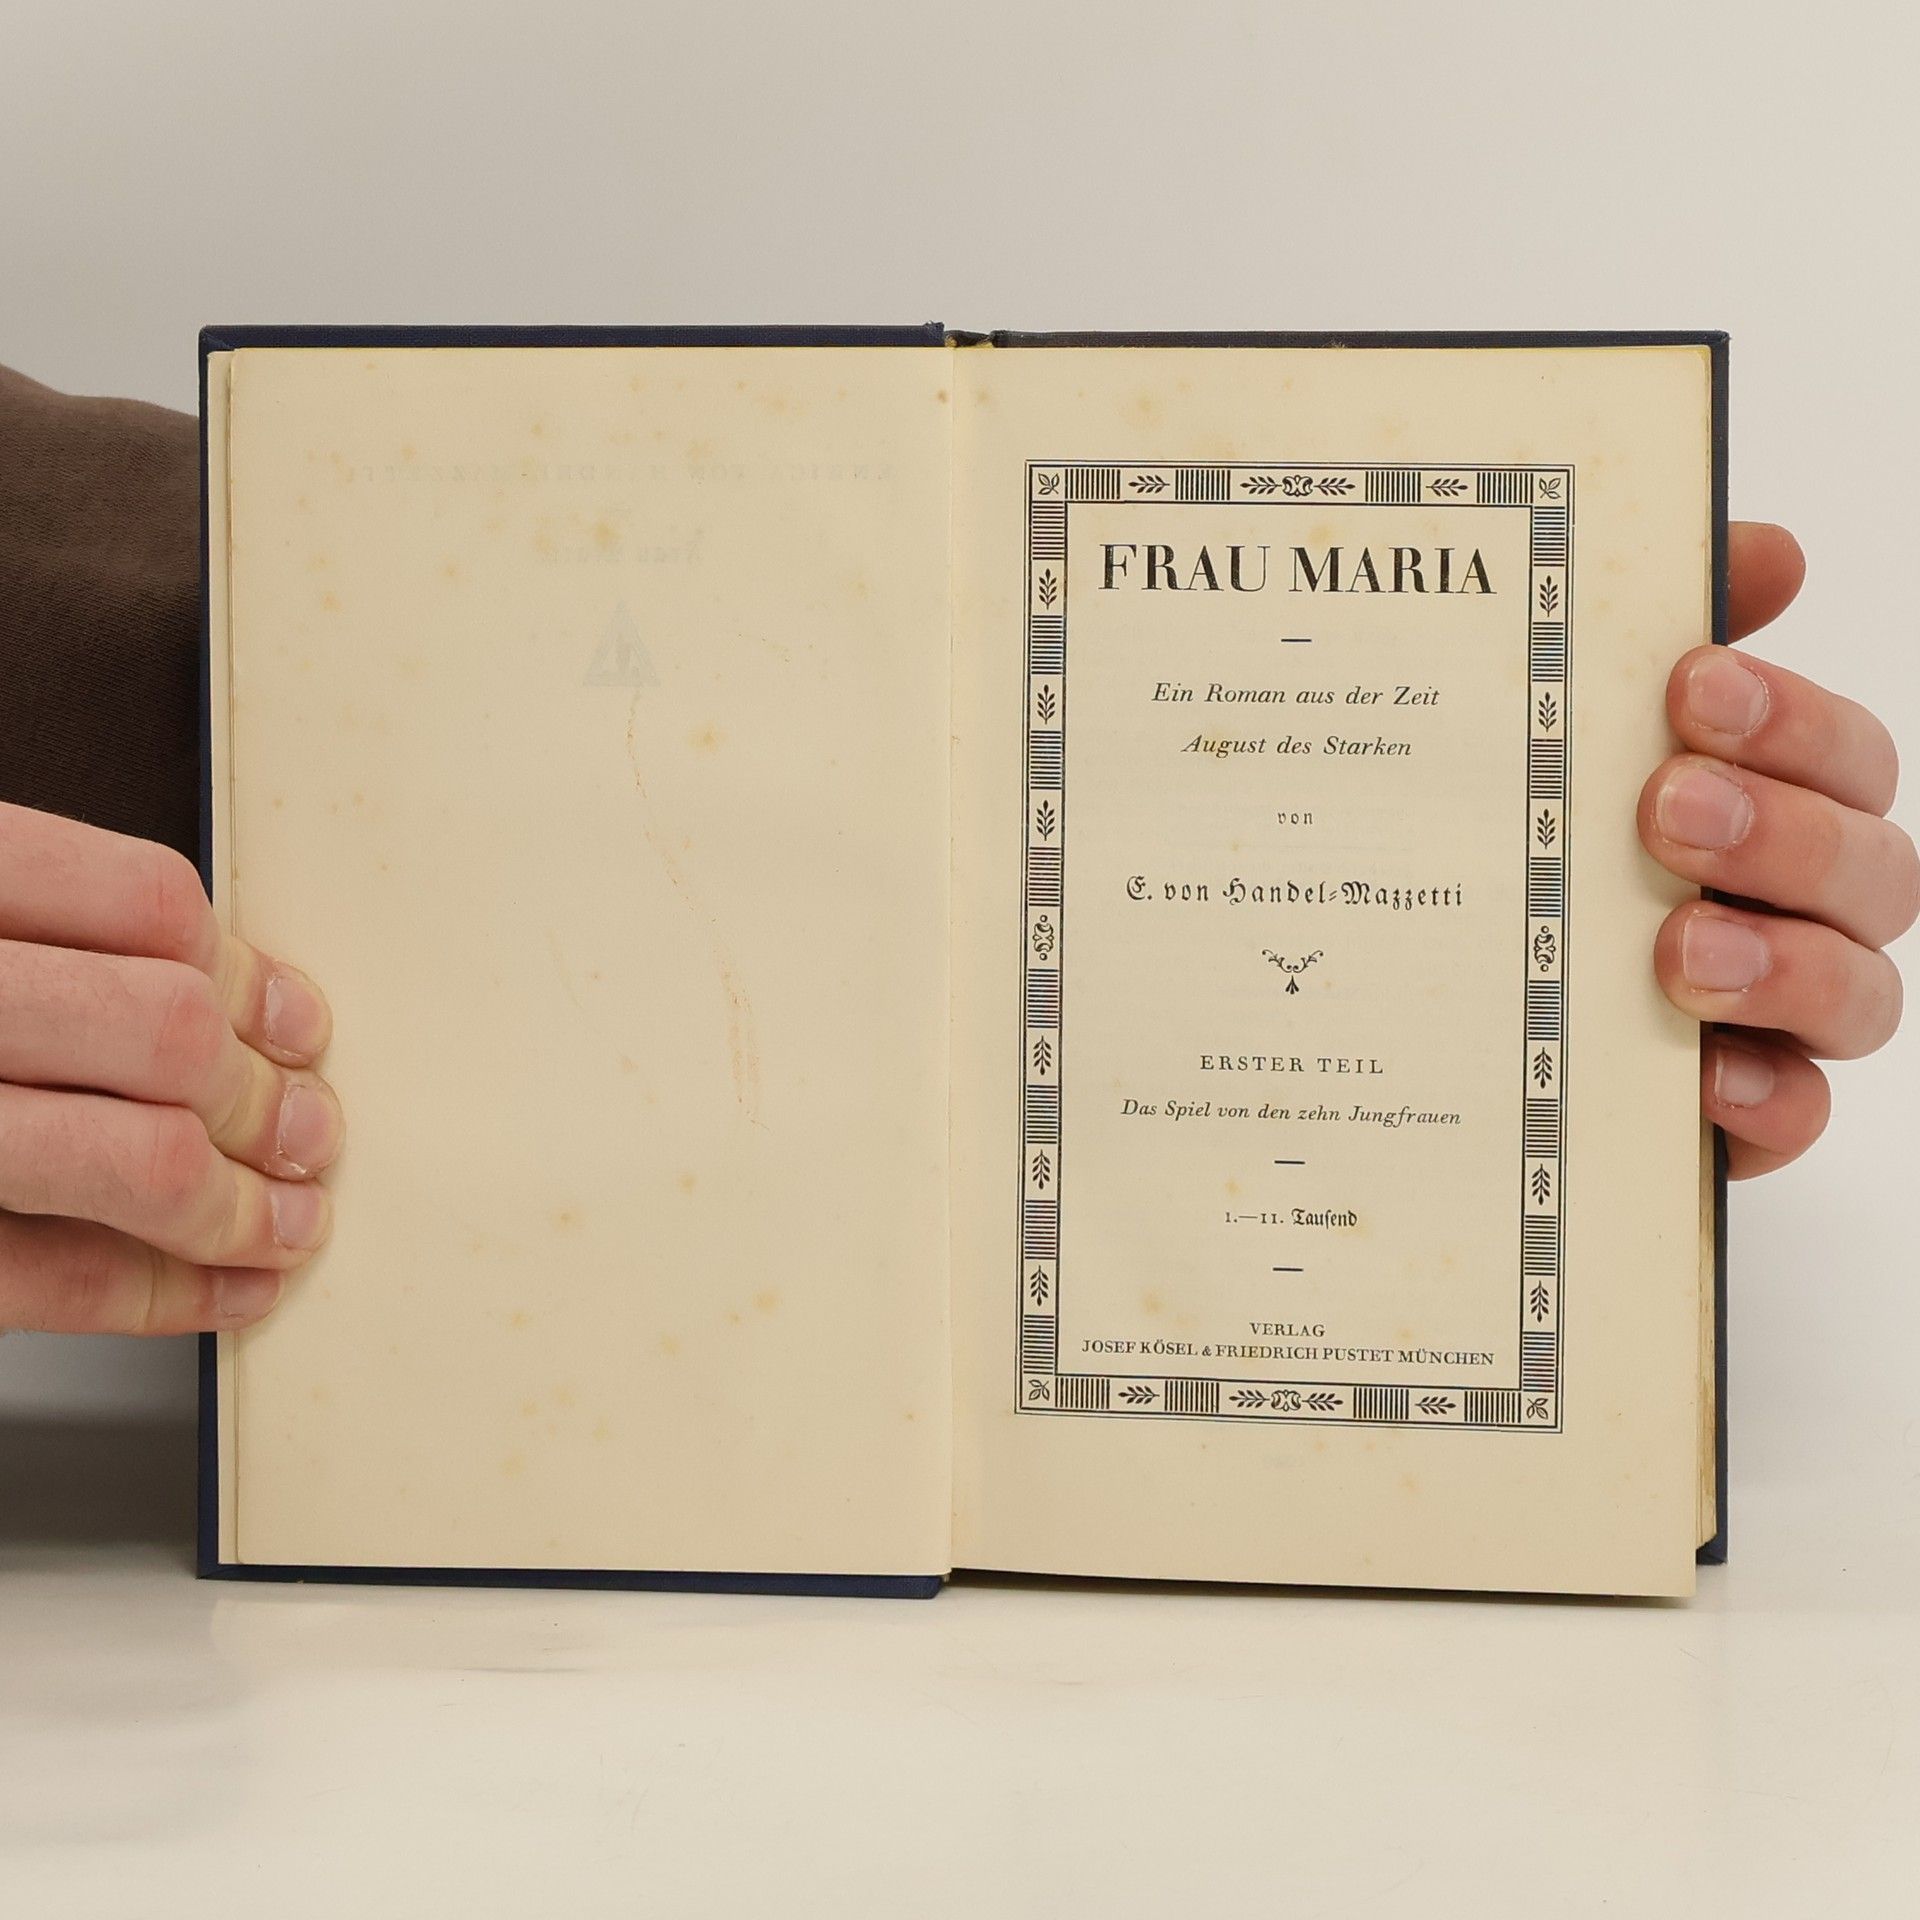 FRAU MARIA
Ein Roman aus der Zeit
August des Starken
von
E. von Handel-Mazzetti
ERSTER TEIL
Das Spiel von den zehn Jungfrauen
1.—11. Tausend
VERLAG
JOSEF KÖSEL & FRIEDRICH PUSTET MÜNCHEN